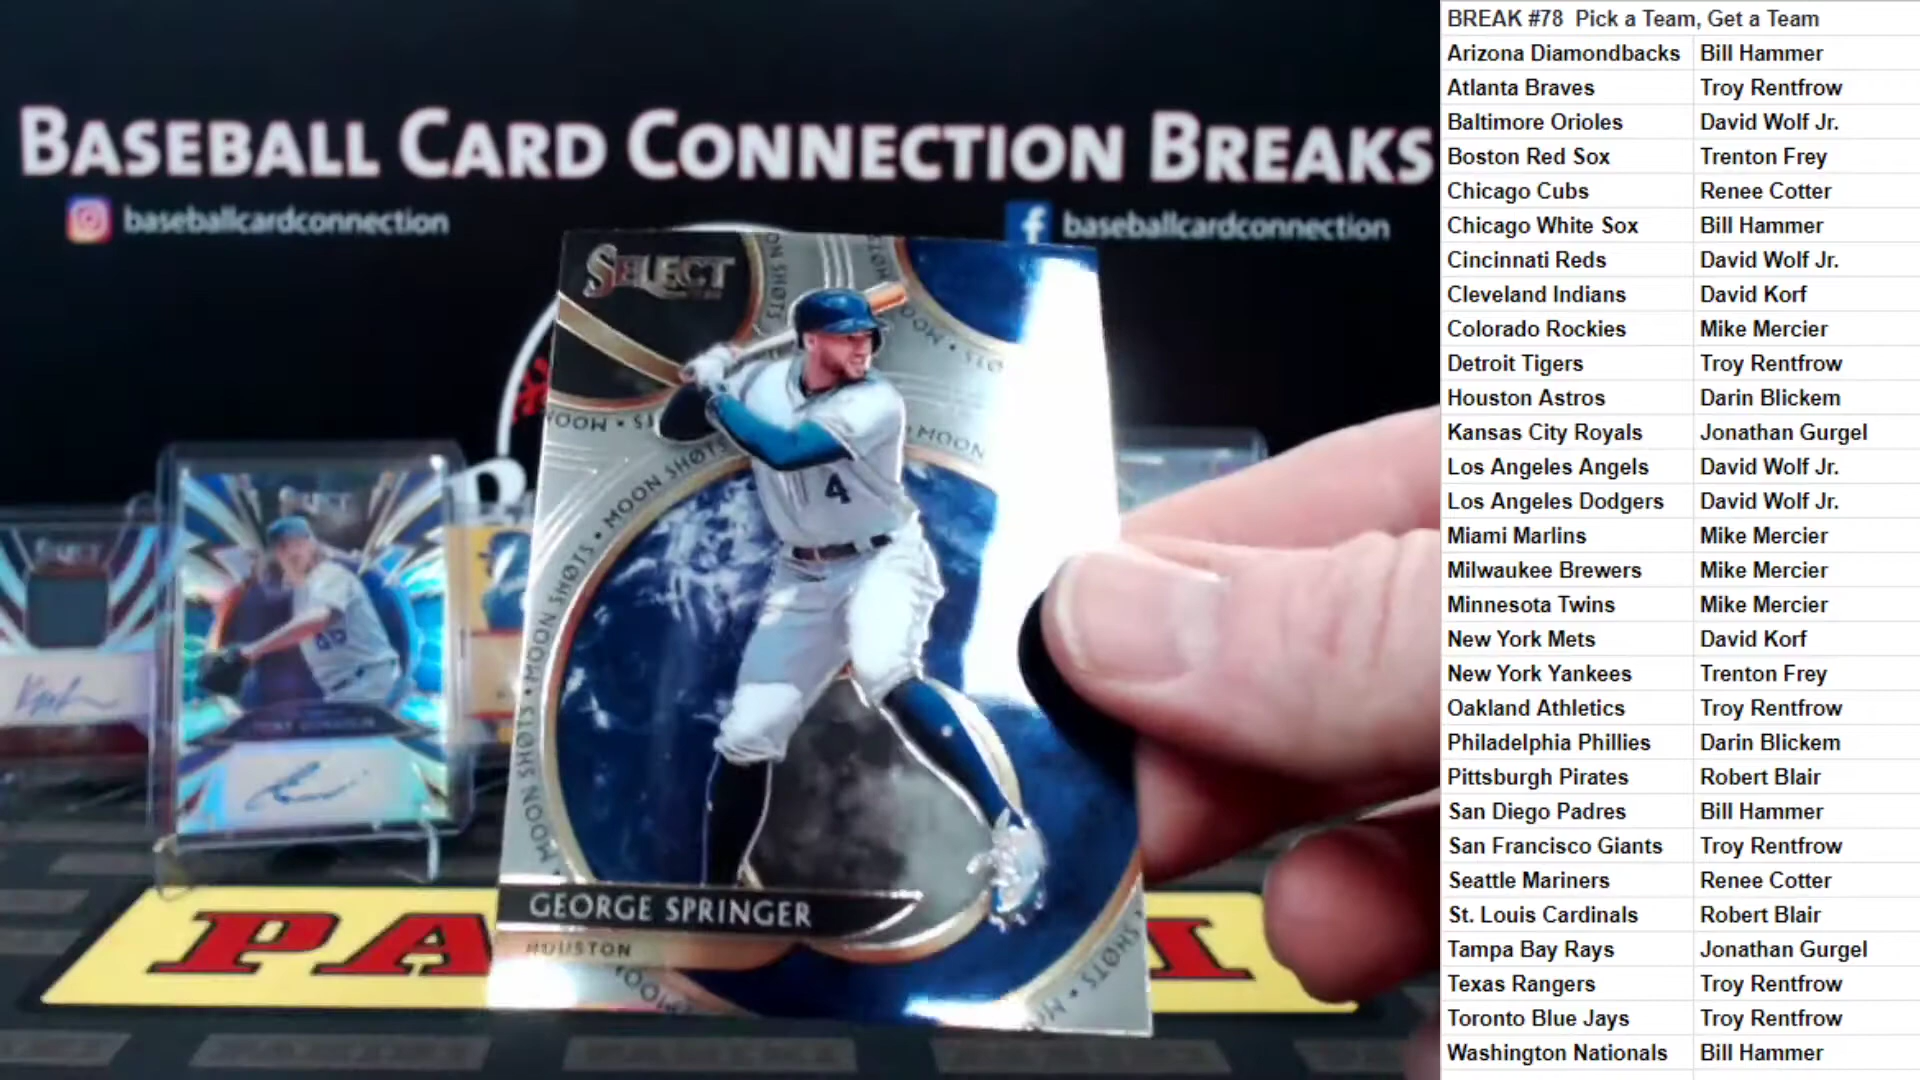 BASEBALL CARD CONNECTION BREAKS
baseballcardconnection
baseballcardconnection
SELECT
MOON SHOTS • MOON SHOTS • MOON SHOTS
4
GEORGE SPRINGER
HOUSTON
PA
I
BREAK #78 Pick a Team, Get a Team
Arizona Diamondbacks Bill Hammer
Atlanta Braves Troy Rentfrow
Baltimore Orioles David Wolf Jr.
Boston Red Sox Trenton Frey
Chicago Cubs Renee Cotter
Chicago White Sox Bill Hammer
Cincinnati Reds David Wolf Jr.
Cleveland Indians David Korf
Colorado Rockies Mike Mercier
Detroit Tigers Troy Rentfrow
Houston Astros Darin Blickem
Kansas City Royals Jonathan Gurgel
Los Angeles Angels David Wolf Jr.
Los Angeles Dodgers David Wolf Jr.
Miami Marlins Mike Mercier
Milwaukee Brewers Mike Mercier
Minnesota Twins Mike Mercier
New York Mets David Korf
New York Yankees Trenton Frey
Oakland Athletics Troy Rentfrow
Philadelphia Phillies Darin Blickem
Pittsburgh Pirates Robert Blair
San Diego Padres Bill Hammer
San Francisco Giants Troy Rentfrow
Seattle Mariners Renee Cotter
St. Louis Cardinals Robert Blair
Tampa Bay Rays Jonathan Gurgel
Texas Rangers Troy Rentfrow
Toronto Blue Jays Troy Rentfrow
Washington Nationals Bill Hammer